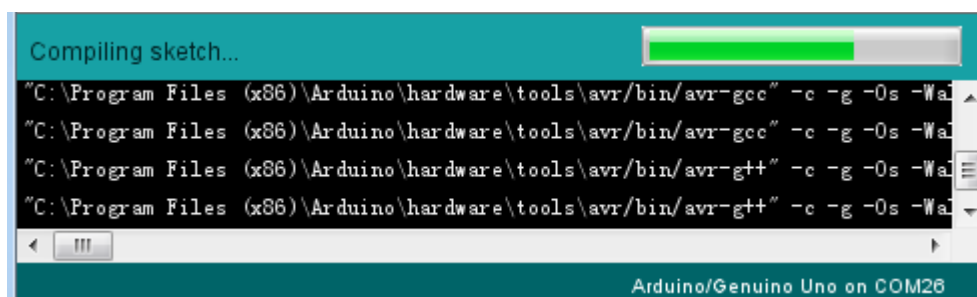 Compiling sketch...
"C:\Program Files (x86)\Arduino\hardware\tools\avr/bin/avr-gcc" -c -g -Os -Wal
"C:\Program Files (x86)\Arduino\hardware\tools\avr/bin/avr-gcc" -c -g -Os -Wal
"C:\Program Files (x86)\Arduino\hardware\tools\avr/bin/avr-g++" -c -g -Os -Wal
"C:\Program Files (x86)\Arduino\hardware\tools\avr/bin/avr-g++" -c -g -Os -Wal
Arduino/Genuino Uno on COM26